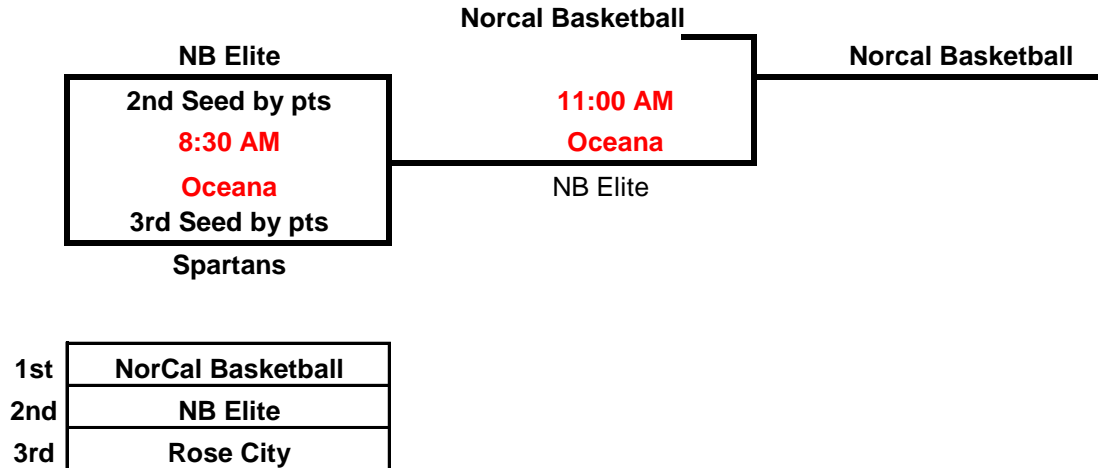 Norcal Basketball
NB Elite
Norcal Basketball
2nd Seed by pts
11:00 AM
8:30 AM
Oceana
Oceana
NB Elite
3rd Seed by pts
Spartans
1st NorCal Basketball
2nd NB Elite
3rd Rose City